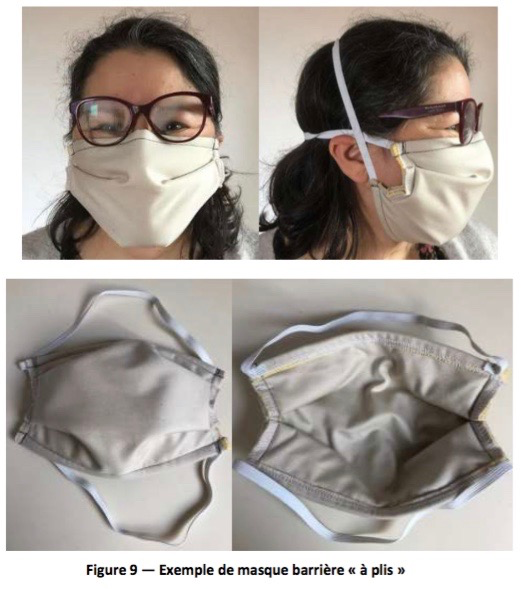 Figure 9 — Exemple de masque barrière « à plis »